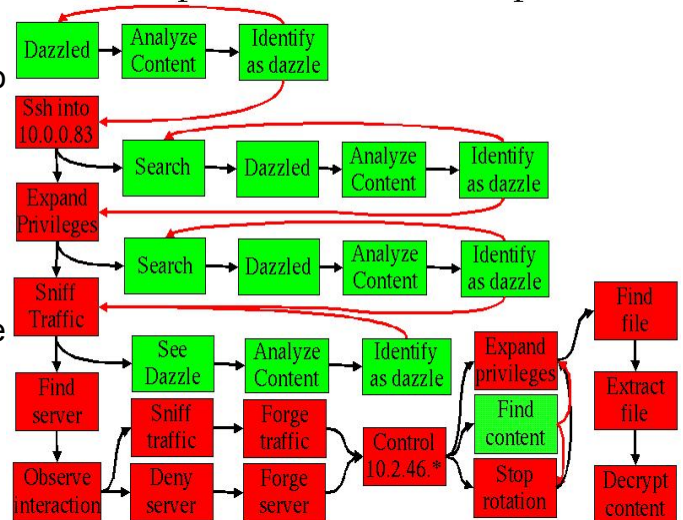 Dazzled
Analyze
Content
Identify
as dazzle
Ssh into
10.0.0.83
Search
Dazzled
Analyze
Content
Identify
as dazzle
Expand
Privileges
Search
Dazzled
Analyze
Content
Identify
as dazzle
Sniff
Traffic
See
Dazzle
Analyze
Content
Identify
as dazzle
Expand
privileges
Find
file
Find
server
Sniff
traffic
Forge
traffic
Control
10.2.46.*
Find
content
Extract
file
Observe
interaction
Deny
server
Forge
server
Stop
rotation
Decrypt
content